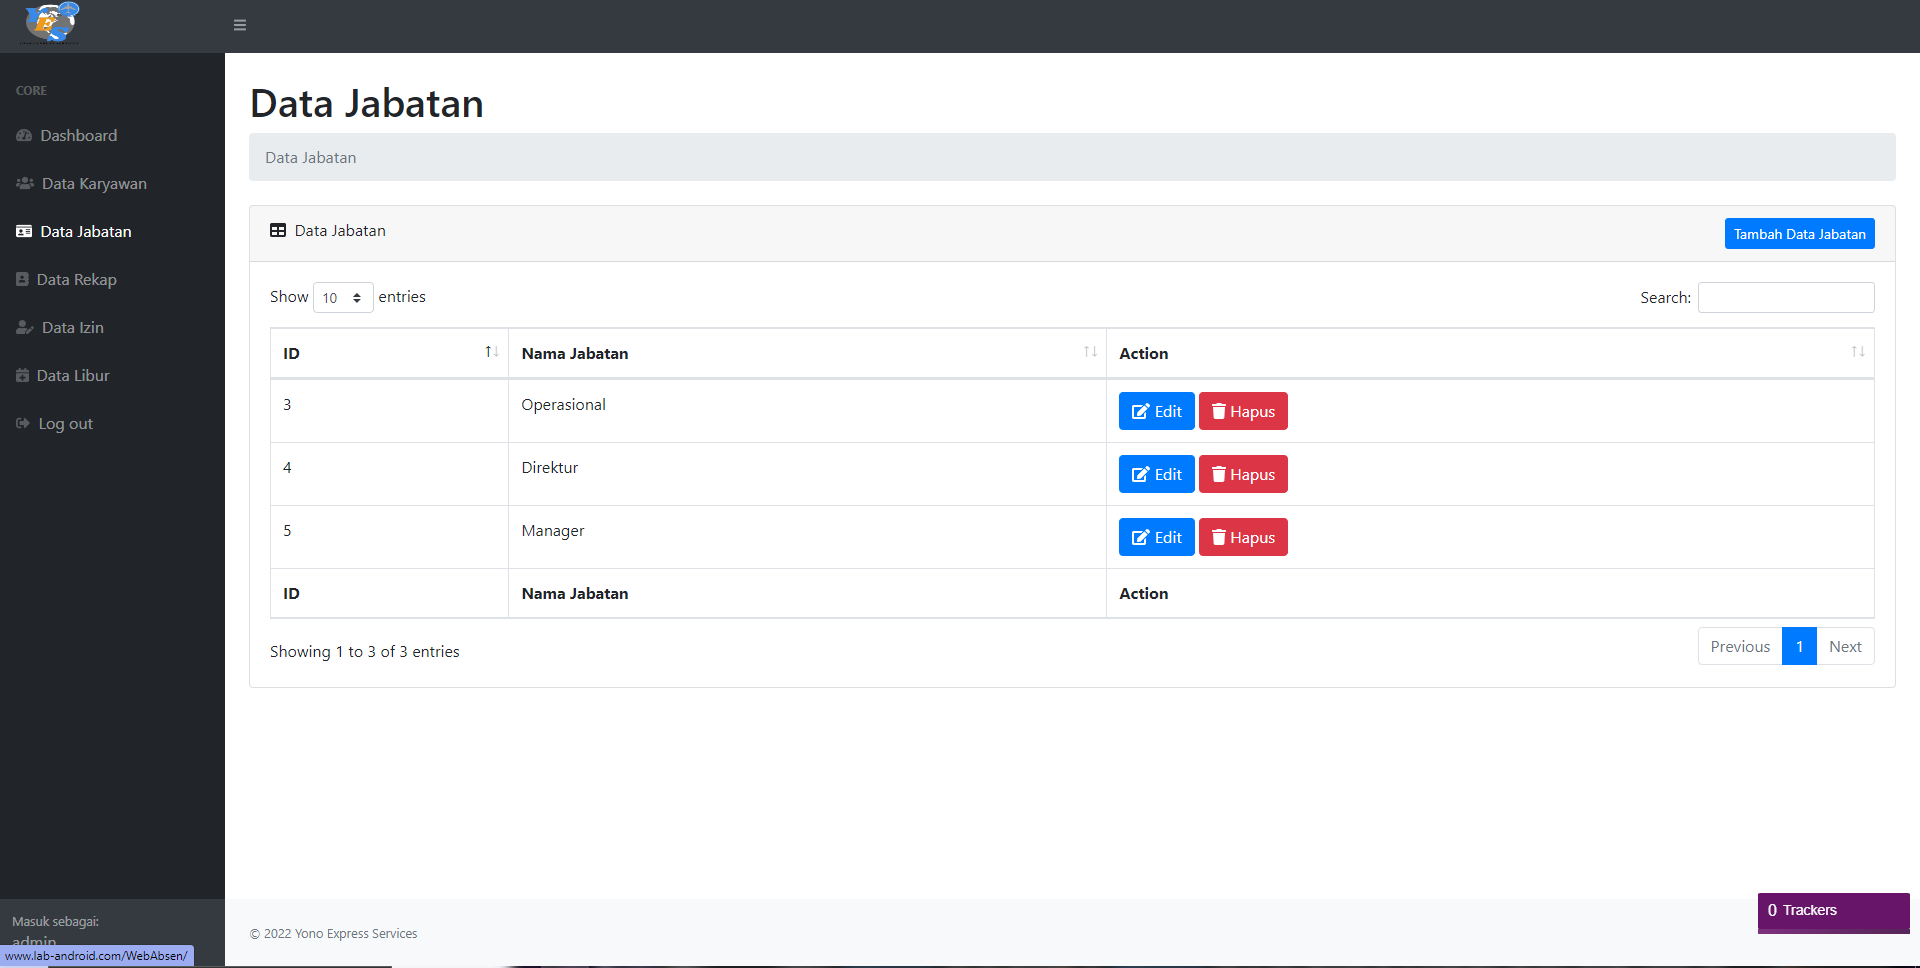 CORE
Dashboard
Data Karyawan
Data Jabatan
Data Rekap
Data Izin
Data Libur
Log out
Masuk sebagai:
admin
www.lab-android.com/WebAbsen/
Data Jabatan
Data Jabatan
Data Jabatan
Tambah Data Jabatan
Show 10 entries
Search:
ID Nama Jabatan Action
3 Operasional Edit Hapus
4 Direktur Edit Hapus
5 Manager Edit Hapus
ID Nama Jabatan Action
Showing 1 to 3 of 3 entries
Previous 1 Next
© 2022 Yono Express Services
0 Trackers